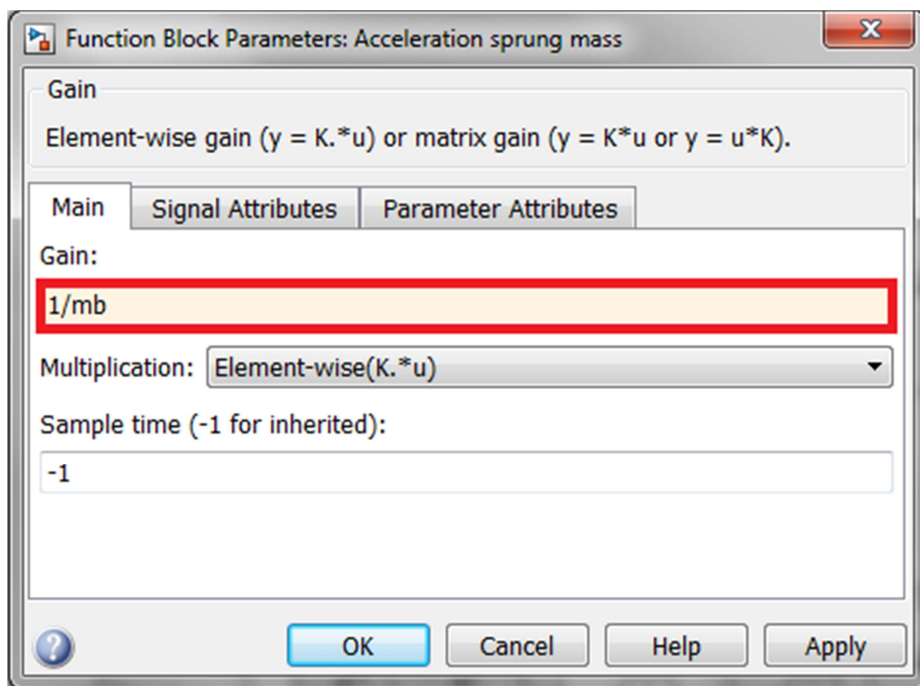 Function Block Parameters: Acceleration sprung mass
Gain
Element-wise gain (y = K.*u) or matrix gain (y = K*u or y = u*K).
Main Signal Attributes Parameter Attributes
Gain:
1/mb
Multiplication: Element-wise(K.*u)
Sample time (-1 for inherited):
-1
OK Cancel Help Apply